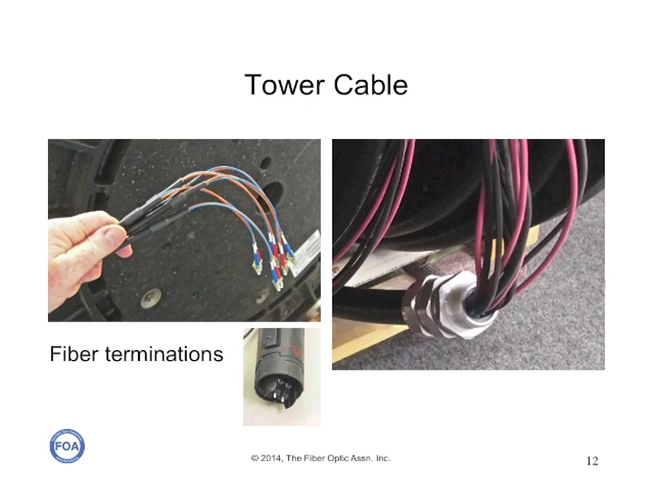 Tower Cable
Fiber terminations
FOA
© 2014, The Fiber Optic Assn. Inc.
12